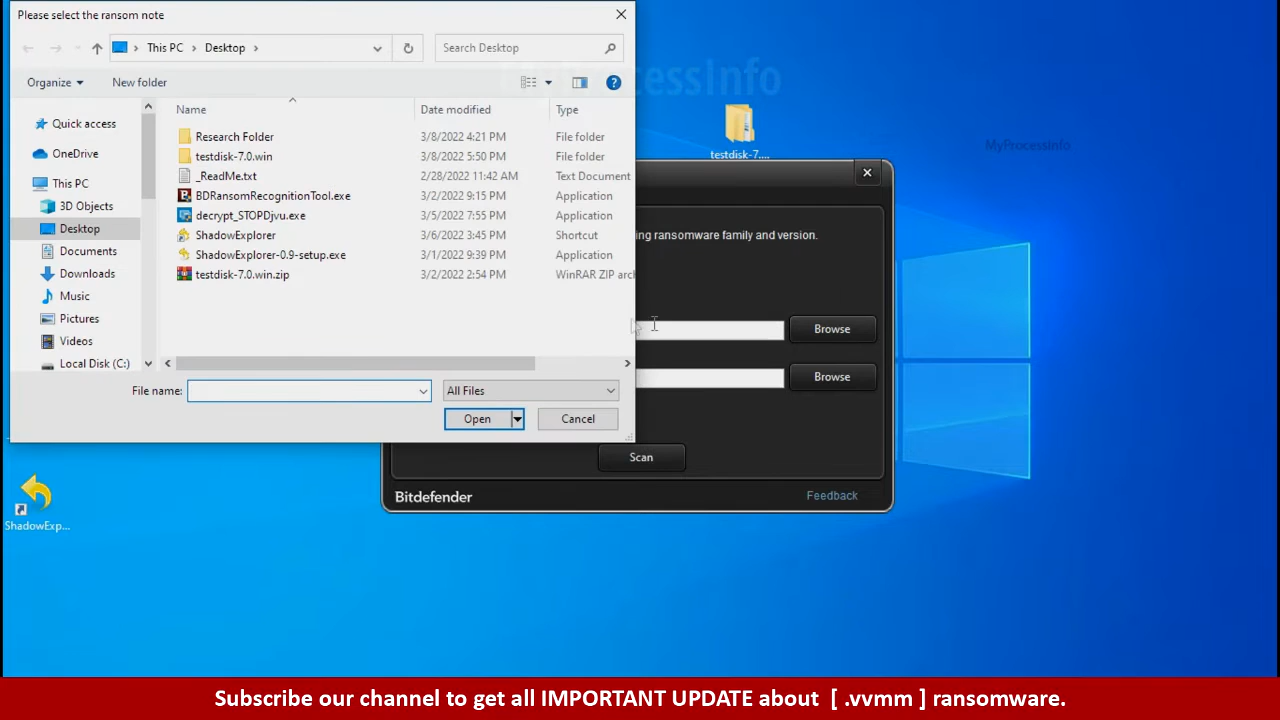 Please select the ransom note
This PC
Desktop
Search Desktop
Organize
New folder
Name
Date modified
Type
Quick access
OneDrive
This PC
3D Objects
Desktop
Documents
Downloads
Music
Pictures
Videos
Local Disk (C:)
Research Folder 3/8/2022 4:21 PM File folder
testdisk-7.0.win 3/8/2022 5:50 PM File folder
_ReadMe.txt 2/28/2022 11:42 AM Text Document
BDRansomRecognitionTool.exe 3/2/2022 9:15 PM Application
decrypt_STOPDjvu.exe 3/5/2022 7:55 PM Application
ShadowExplorer 3/6/2022 3:45 PM Shortcut
ShadowExplorer-0.9-setup.exe 3/1/2022 9:39 PM Application
testdisk-7.0.win.zip 3/2/2022 2:54 PM WinRAR ZIP arc
File name:
All Files
Open
Cancel
testdisk-7....
MyProcessInfo
ing ransomware family and version.
Browse
Browse
Scan
Bitdefender
Feedback
ShadowExp...
Subscribe our channel to get all IMPORTANT UPDATE about [ .vvmm ] ransomware.